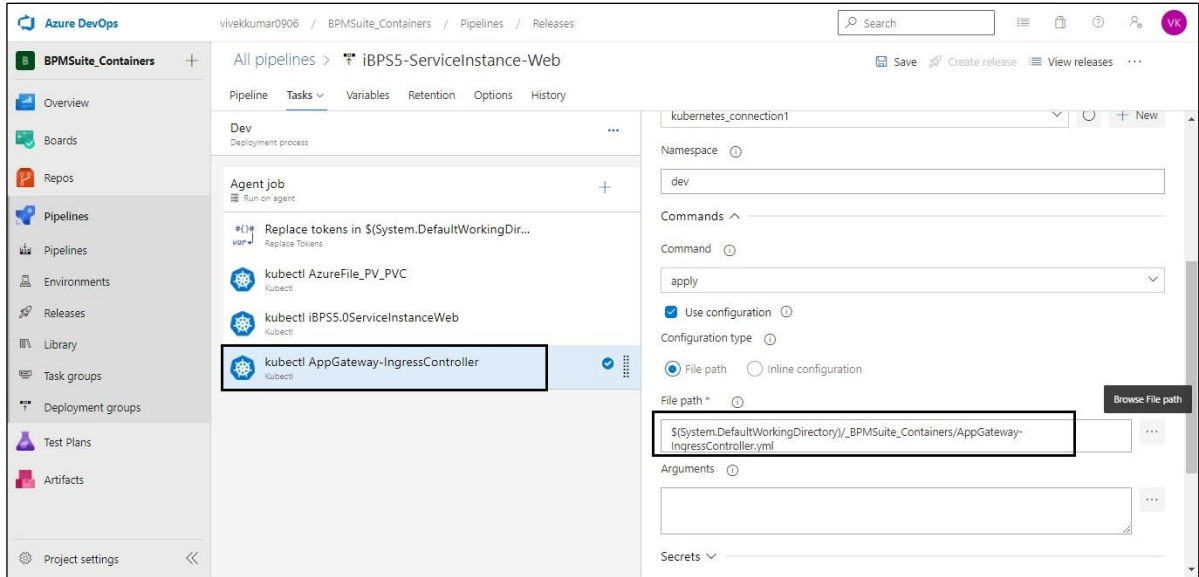 Azure DevOps
vivekkumar0906 / BPMSuite_Containers / Pipelines / Releases
Search
VK
B BPMSuite_Containers
Overview
Boards
Repos
Pipelines
Pipelines
Environments
Releases
Library
Task groups
Deployment groups
Test Plans
Artifacts
Project settings
All pipelines > iBPS5-ServiceInstance-Web
Save Create release View releases ...
Pipeline Tasks Variables Retention Options History
Dev
Deployment process
Agent job
Run on agent
#{}#
var
Replace tokens in $(System.DefaultWorkingDir...
Replace Tokens
kubectl AzureFile_PV_PVC
Kubectl
kubectl iBPS5.0ServiceInstanceWeb
Kubectl
kubectl AppGateway-IngressController
Kubectl
kubernetes_connection1
New
Namespace
dev
Commands
Command
apply
Use configuration
Configuration type
File path Inline configuration
File path *
Browse File path
$(System.DefaultWorkingDirectory)/_BPMSuite_Containers/AppGateway-
IngressController.yml
Arguments
Secrets